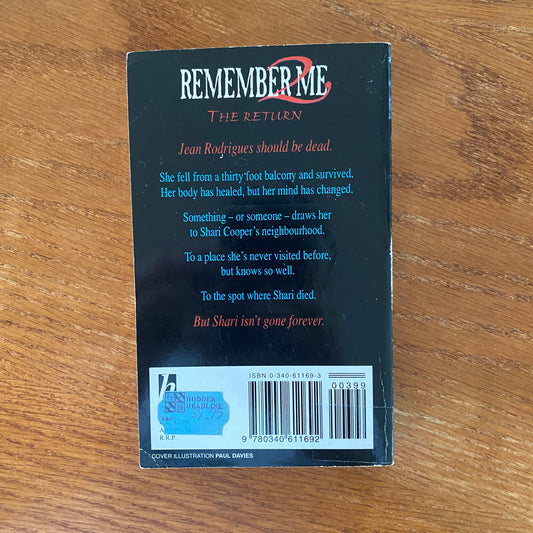 REMEMBER ME 2
THE RETURN
Jean Rodrigues should be dead.
She fell from a thirty foot balcony and survived.
Her body has healed, but her mind has changed.
Something – or someone – draws her
to Shari Cooper's neighbourhood.
To a place she's never visited before,
but knows so well.
To the spot where Shari died.
But Shari isn't gone forever.
ISBN 0-340-61169-3
00399
9 780340 611692
h
HODDER
HEADLINE
R.R.P.
COVER ILLUSTRATION PAUL DAVIES